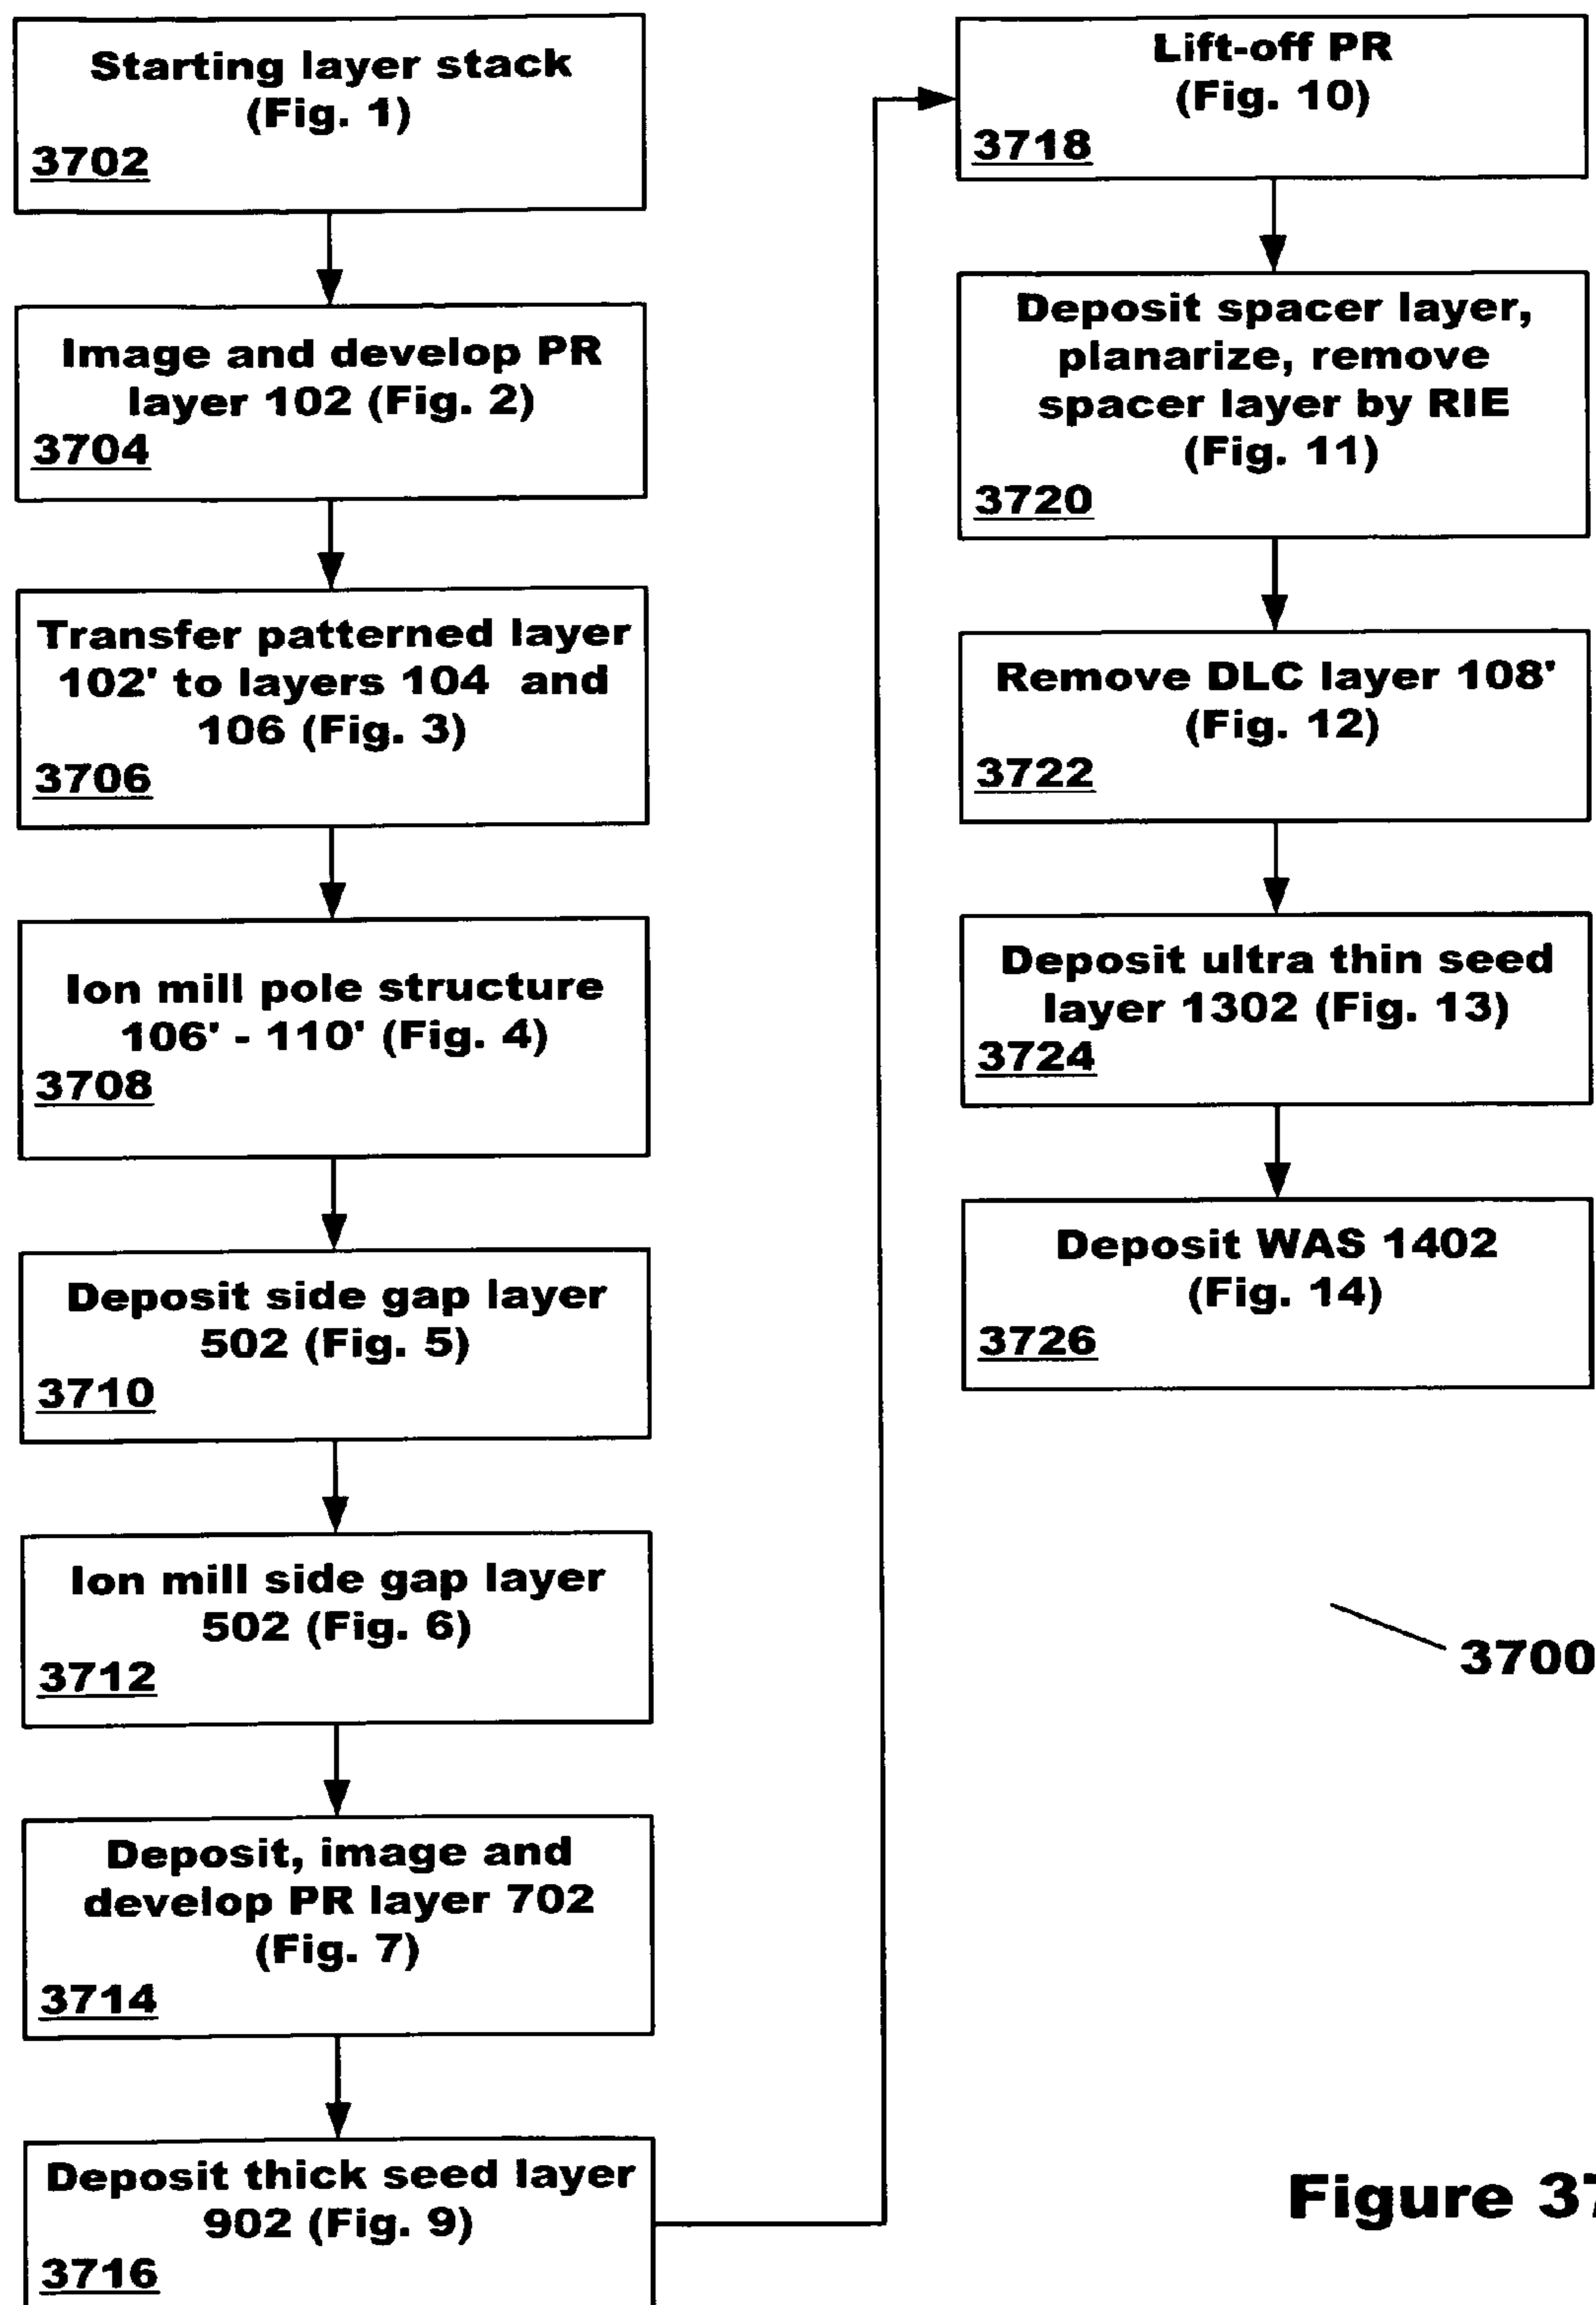 Starting layer stack
(Fig. 1)
3702
Image and develop PR
layer 102 (Fig. 2)
3704
Transfer patterned layer
102' to layers 104 and
106 (Fig. 3)
3706
Ion mill pole structure
106' - 110' (Fig. 4)
3708
Deposit side gap layer
502 (Fig. 5)
3710
Ion mill side gap layer
502 (Fig. 6)
3712
Deposit, image and
develop PR layer 702
(Fig. 7)
3714
Deposit thick seed layer
902 (Fig. 9)
3716
Lift-off PR
(Fig. 10)
3718
Deposit spacer layer,
planarize, remove
spacer layer by RIE
(Fig. 11)
3720
Remove DLC layer 108'
(Fig. 12)
3722
Deposit ultra thin seed
layer 1302 (Fig. 13)
3724
Deposit WAS 1402
(Fig. 14)
3726
3700
Figure 37